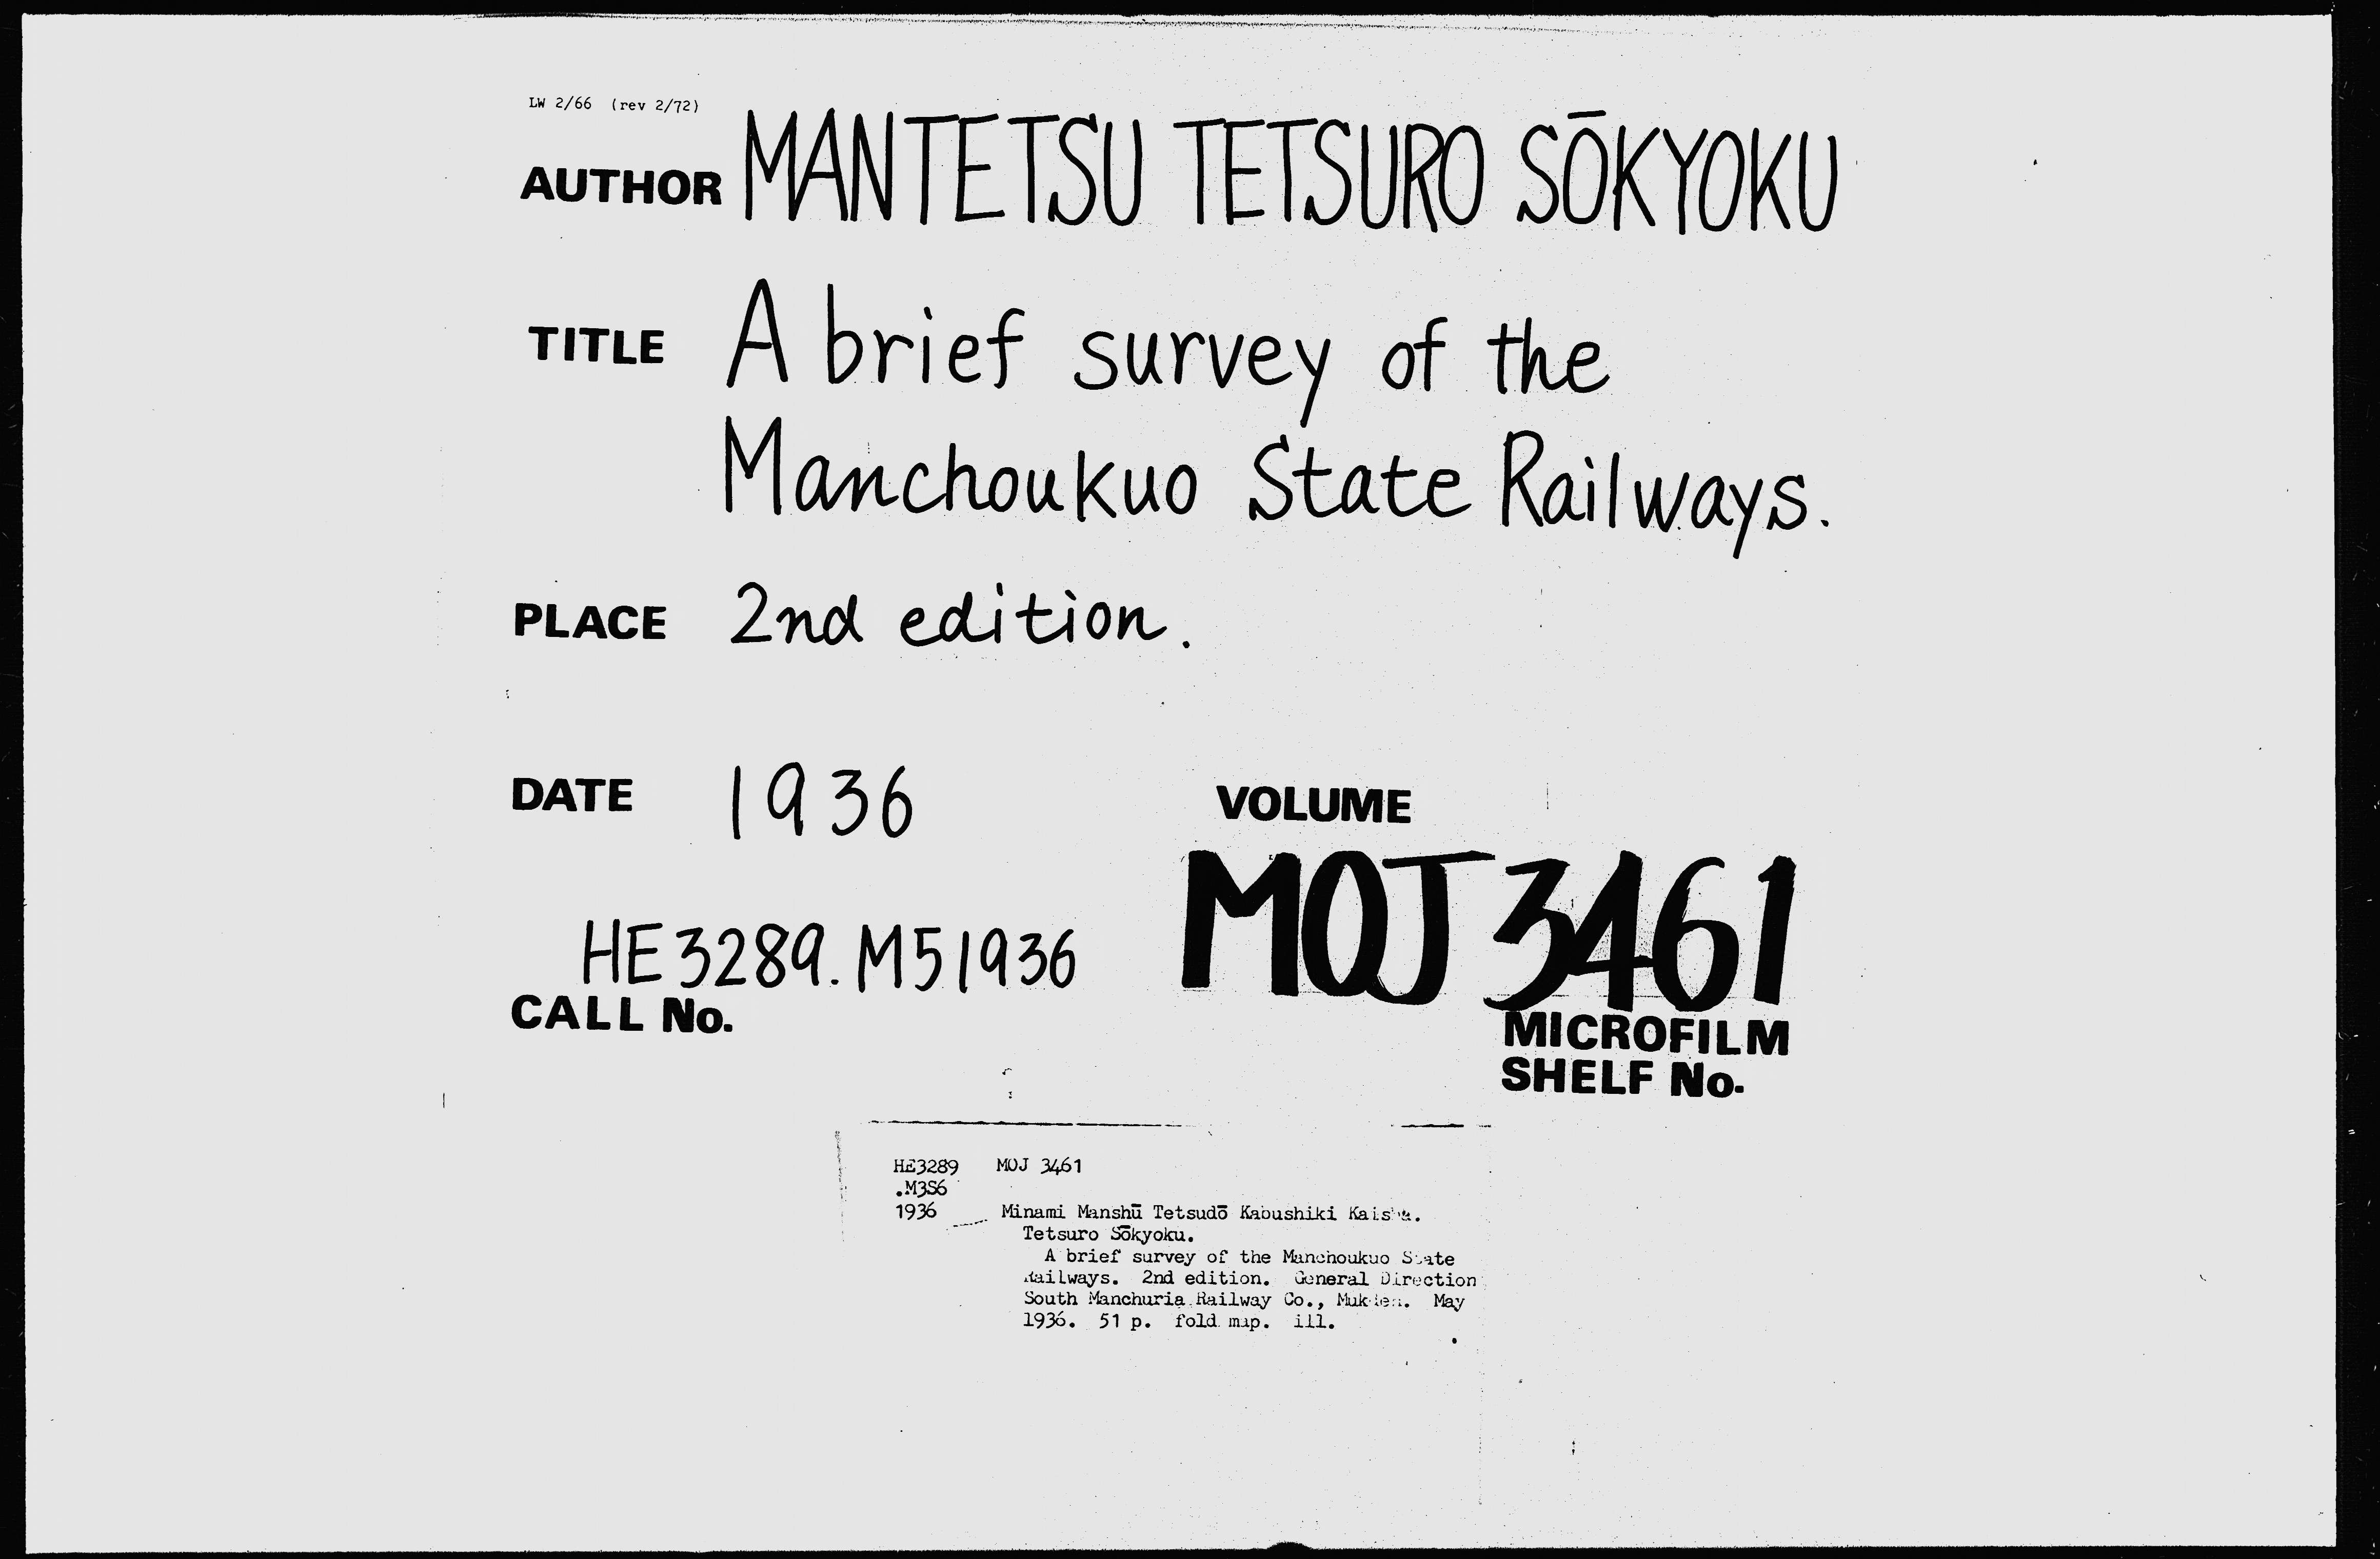 LW 2/66 (rev 2/72)
AUTHOR MANTETSU TETSURO SŌKYOKU
TITLE A brief survey of the
Manchoukuo State Railways.
PLACE 2nd edition.
DATE 1936
VOLUME
HE3289.M51936
MOJ 3461
CALL No.
MICROFILM
SHELF No.
HE3289 MOJ 3461
.M3S6
1936 Minami Manshū Tetsudō Kabushiki Kaisha.
Tetsuro Sōkyoku.
A brief survey of the Manchoukuo State
Railways. 2nd edition. General Direction
South Manchuria Railway Co., Mukden. May
1936. 51 p. fold map. ill.